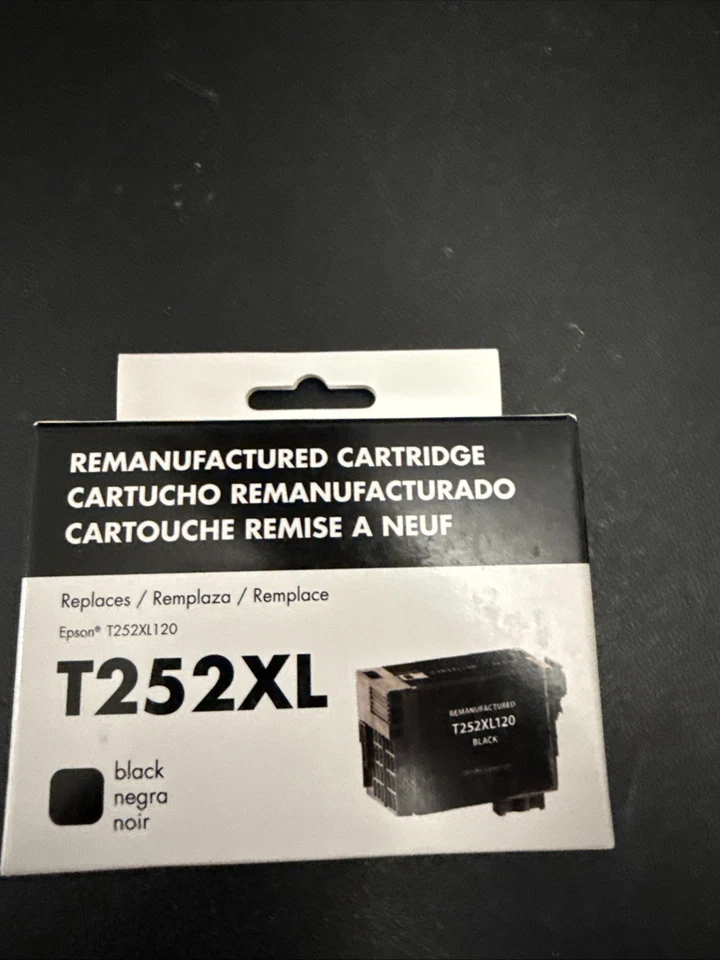 REMANUFACTURED CARTRIDGE
CARTUCHO REMANUFACTURADO
CARTOUCHE REMISE A NEUF
Replaces / Remplaza / Remplace
Epson® T252XL120
T252XL
REMANUFACTURED
T252XL120
BLACK
black
negra
noir